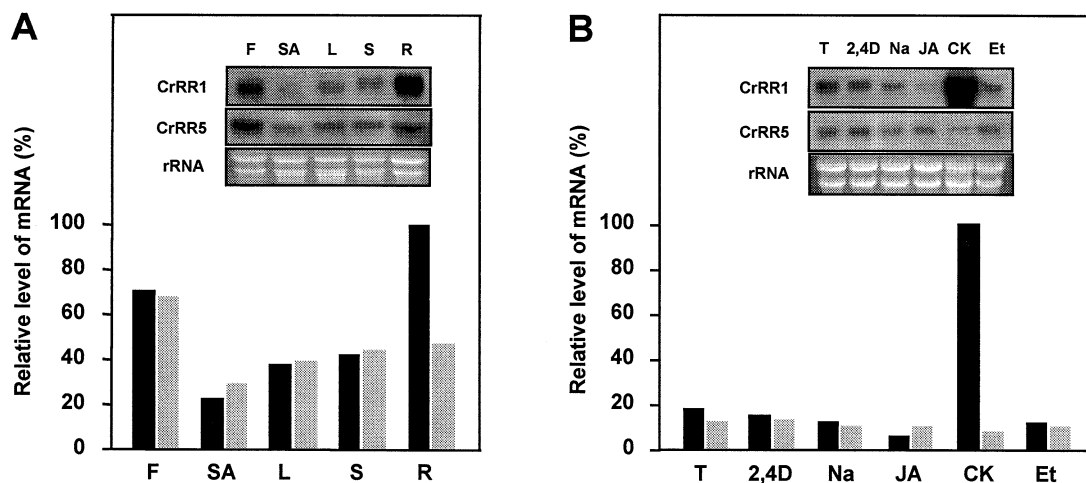 A
F SA L S R
CrRR1
CrRR5
rRNA
Relative level of mRNA (%)
100
80
60
40
20
0
F SA L S R
B
T 2,4D Na JA CK Et
CrRR1
CrRR5
rRNA
Relative level of mRNA (%)
100
80
60
40
20
0
T 2,4D Na JA CK Et